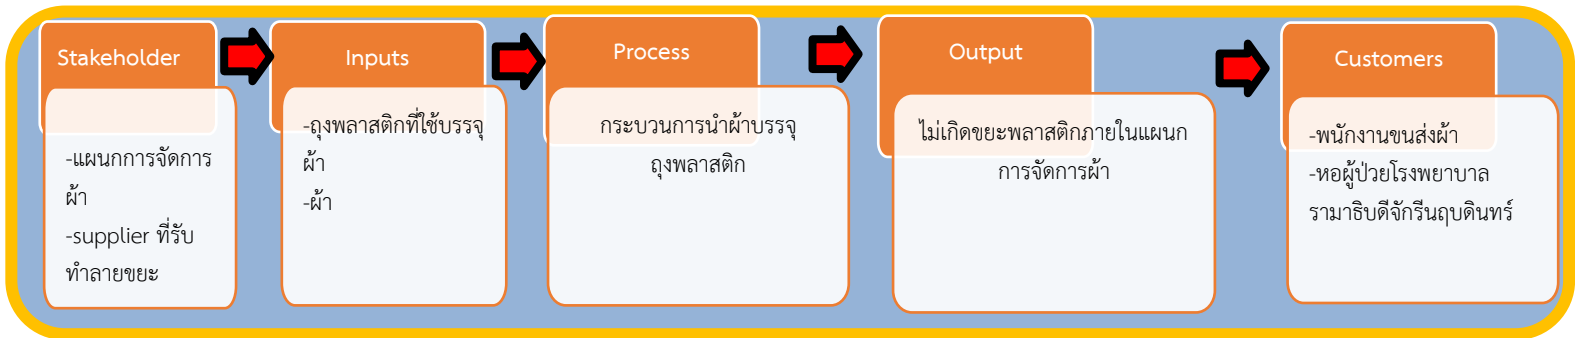 Stakeholder
-แผนกการจัดการ
ผ้า
-supplier ที่รับ
ทำลายขยะ
Inputs
-ถุงพลาสติกที่ใช้บรรจุ
ผ้า
-ผ้า
Process
กระบวนการนำผ้าบรรจุ
ถุงพลาสติก
Output
ไม่เกิดขยะพลาสติกภายในแผนก
การจัดการผ้า
Customers
-พนักงานขนส่งผ้า
-หอผู้ป่วยโรงพยาบาล
รามาธิบดีจักรีนฤบดินทร์